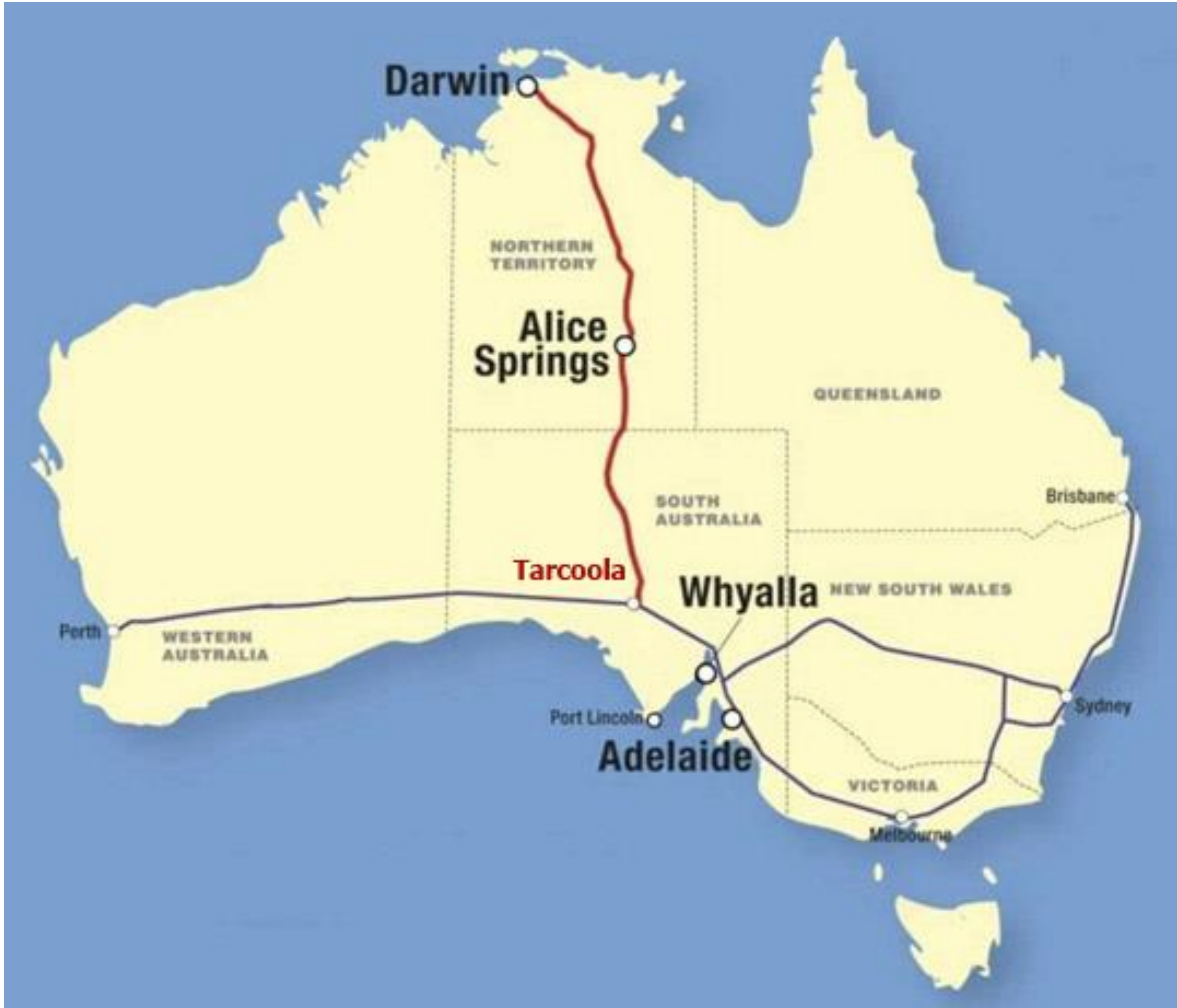 Darwin
NORTHERN
TERRITORY
Alice
Springs
QUEENSLAND
Brisbane
SOUTH
AUSTRALIA
Tarcoola
Whyalla
NEW SOUTH WALES
Perth
WESTERN
AUSTRALIA
Port Lincoln
Sydney
Adelaide
VICTORIA
Melbourne